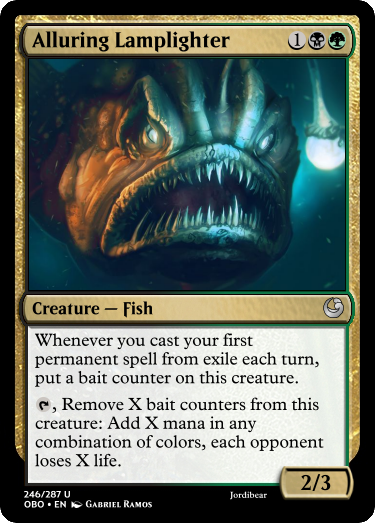 Alluring Lamplighter 1
Creature — Fish
Whenever you cast your first
permanent spell from exile each turn,
put a bait counter on this creature.
, Remove X bait counters from this
creature: Add X mana in any
combination of colors, each opponent
loses X life.
2/3
246/287 U
OBO • EN Gabriel Ramos
Jordibear